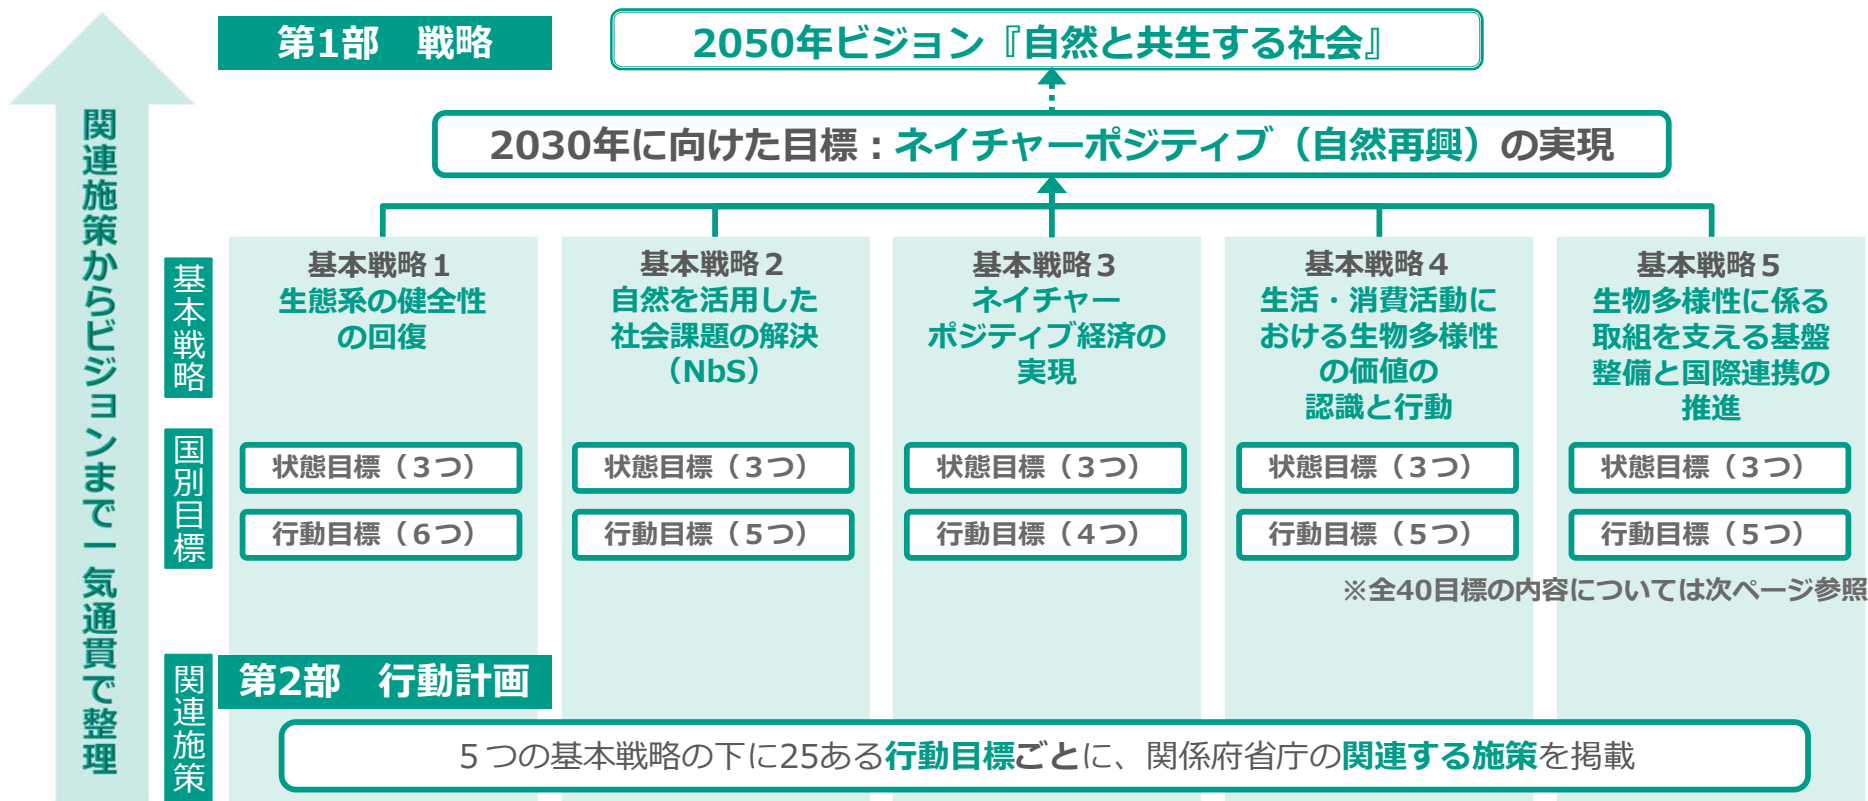 関連施策からビジョンまで一気通貫で整理
第1部　戦略
2050年ビジョン『自然と共生する社会』
2030年に向けた目標：ネイチャーポジティブ（自然再興）の実現
基本戦略
基本戦略１
生態系の健全性
の回復
基本戦略２
自然を活用した
社会課題の解決
（NbS）
基本戦略３
ネイチャー
ポジティブ経済の
実現
基本戦略４
生活・消費活動に
おける生物多様性
の価値の
認識と行動
基本戦略５
生物多様性に係る
取組を支える基盤
整備と国際連携の
推進
国別目標
状態目標（３つ）
状態目標（３つ）
状態目標（３つ）
状態目標（３つ）
状態目標（３つ）
行動目標（６つ）
行動目標（５つ）
行動目標（４つ）
行動目標（５つ）
行動目標（５つ）
※全40目標の内容については次ページ参照
関連施策
第2部　行動計画
５つの基本戦略の下に25ある行動目標ごとに、関係府省庁の関連する施策を掲載